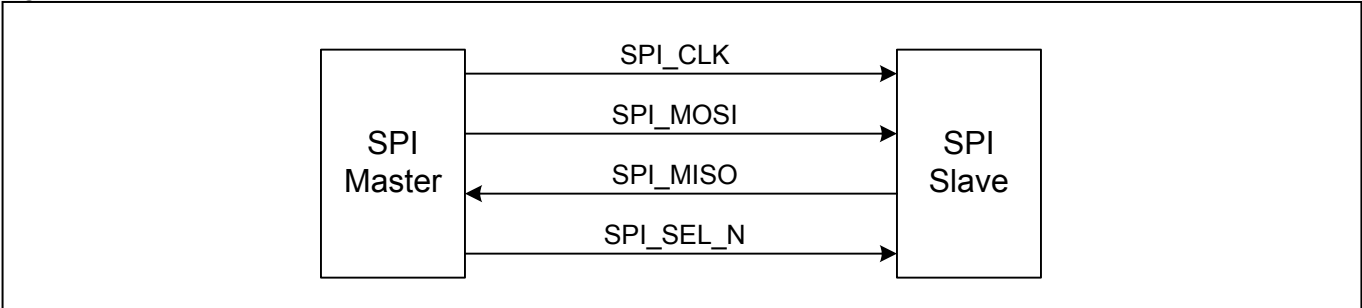 SPI_CLK
SPI_MOSI
SPI
Master
SPI_MISO
SPI_SEL_N
SPI
Slave